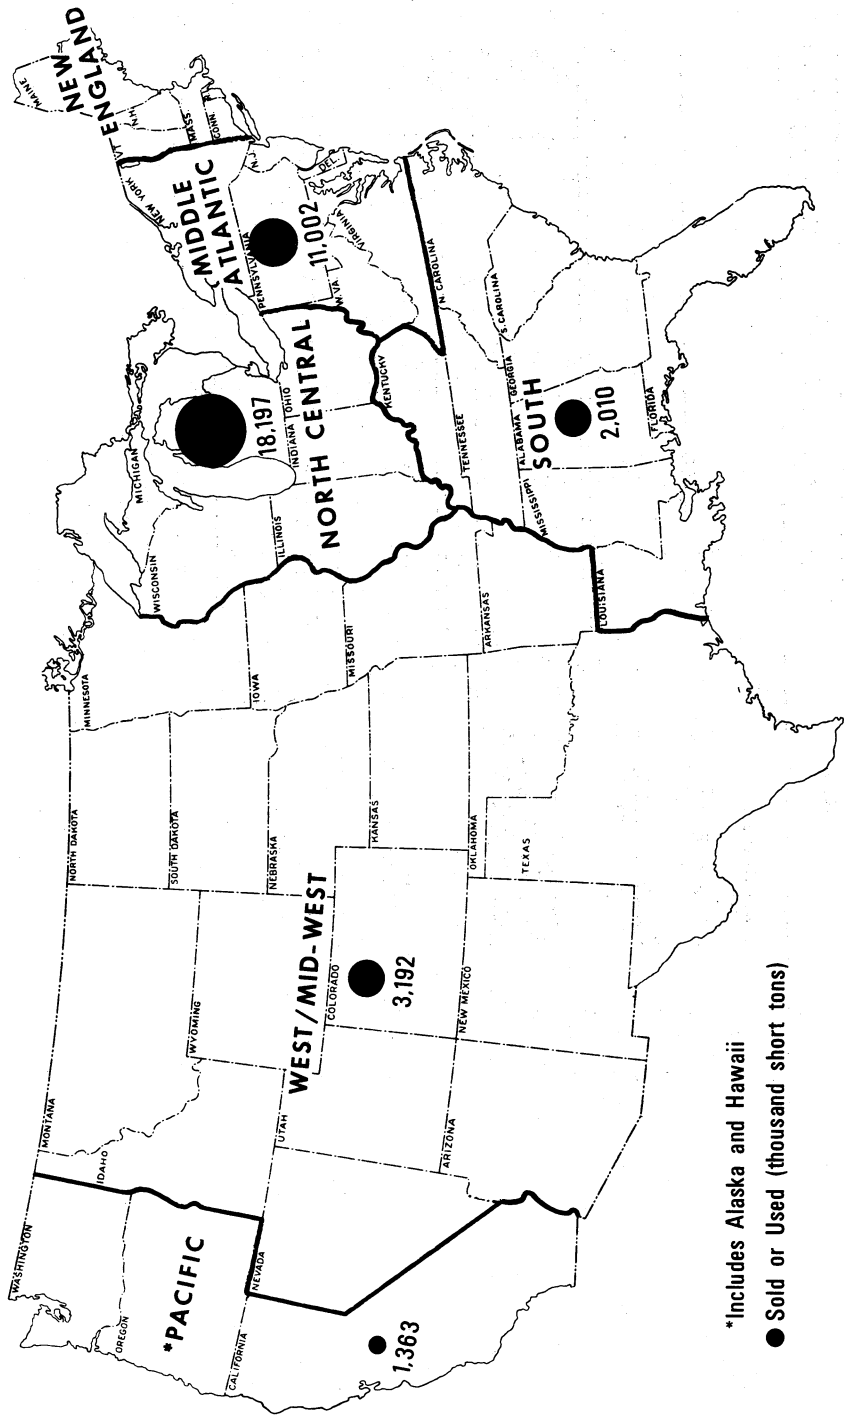 WASHINGTON
OREGON
*PACIFIC
CALIFORNIA
1,363
NEVADA
IDAHO
MONTANA
WYOMING
UTAH
ARIZONA
WEST/MID-WEST
COLORADO
3,192
NEW MEXICO
NORTH DAKOTA
SOUTH DAKOTA
NEBRASKA
KANSAS
OKLAHOMA
TEXAS
MINNESOTA
IOWA
MISSOURI
ARKANSAS
LOUISIANA
WISCONSIN
MICHIGAN
ILLINOIS
INDIANA
OHIO
18,197
NORTH CENTRAL
KENTUCKY
TENNESSEE
MISSISSIPPI
ALABAMA
GEORGIA
SOUTH
2,010
FLORIDA
S. CAROLINA
N. CAROLINA
MIDDLE
ATLANTIC
NEW YORK
PENNSYLVANIA
11,002
W. VA.
VIRGINIA
DEL.
N.J.
NEW
ENGLAND
MAINE
VT
N.H.
MASS.
CONN.
*Includes Alaska and Hawaii
Sold or Used (thousand short tons)